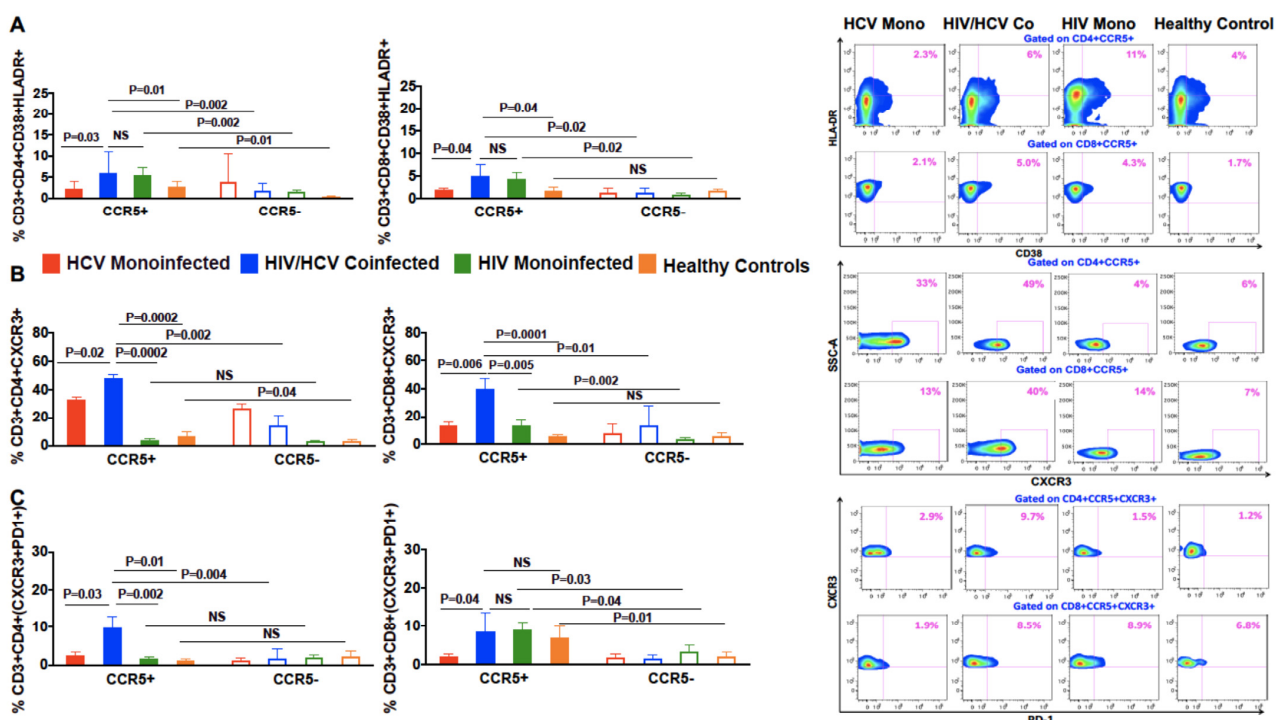 A
% CD3+CD4+CD38+HLADR+
25
20
15
10
5
0
P=0.01
P=0.002
P=0.002
P=0.03
NS
P=0.01
CCR5+
CCR5-
% CD3+CD8+CD38+HLADR+
25
20
15
10
5
0
P=0.04
P=0.02
P=0.04
NS
P=0.02
NS
CCR5+
CCR5-
HCV Mono
HIV/HCV Co
HIV Mono
Healthy Control
Gated on CD4+CCR5+
2.3%
6%
11%
4%
Gated on CD8+CCR5+
2.1%
5.0%
4.3%
1.7%
HLA-DR
CD38
HCV Monoinfected
HIV/HCV Coinfected
HIV Monoinfected
Healthy Controls
B
% CD3+CD4+CXCR3+
80
60
40
20
0
P=0.0002
P=0.002
P=0.02
P=0.0002
NS
P=0.04
CCR5+
CCR5-
% CD3+CD8+CXCR3+
80
60
40
20
0
P=0.0001
P=0.01
P=0.006
P=0.005
P=0.002
NS
CCR5+
CCR5-
Gated on CD4+CCR5+
33%
49%
4%
6%
Gated on CD8+CCR5+
13%
40%
14%
7%
SSC-A
250K
200K
150K
100K
50K
0
CXCR3
C
% CD3+CD4+(CXCR3+PD1+)
30
20
10
0
P=0.01
P=0.004
P=0.03
P=0.002
NS
NS
CCR5+
CCR5-
% CD3+CD8+(CXCR3+PD1+)
30
20
10
0
NS
P=0.03
P=0.04
NS
P=0.04
P=0.01
CCR5+
CCR5-
Gated on CD4+CCR5+CXCR3+
2.9%
9.7%
1.5%
1.2%
Gated on CD8+CCR5+CXCR3+
1.9%
8.5%
8.9%
6.8%
CXCR3
PD-1